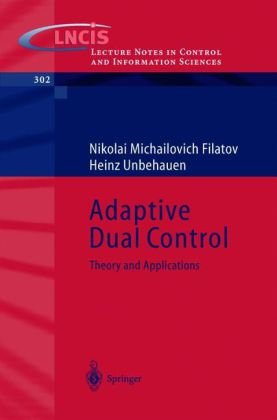 LNCIS
LECTURE NOTES IN CONTROL
AND INFORMATION SCIENCES
302
Nikolai Michailovich Filatov
Heinz Unbehauen
Adaptive
Dual Control
Theory and Applications
Springer